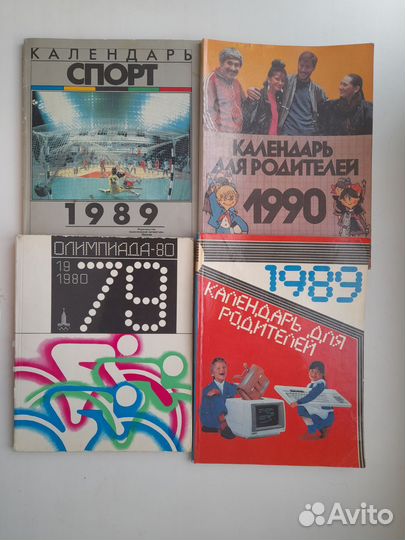 КАЛЕНДАРЬ
СПОРТ
1989
КАЛЕНДАРЬ
ДЛЯ РОДИТЕЛЕЙ
1990
ОЛИМПИАДА-80
19
1980
79
1989
КАЛЕНДАРЬ ДЛЯ
РОДИТЕЛЕЙ
Avito